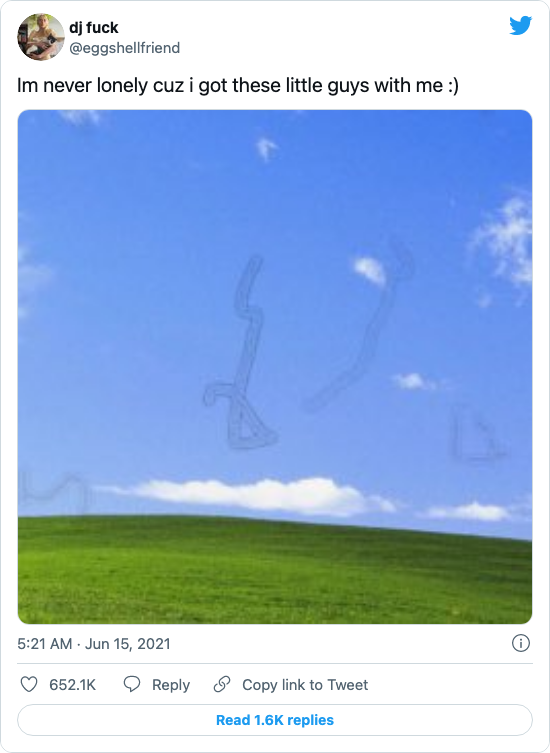 dj fuck
@eggshellfriend
Im never lonely cuz i got these little guys with me :)
5:21 AM · Jun 15, 2021
652.1K Reply Copy link to Tweet
Read 1.6K replies